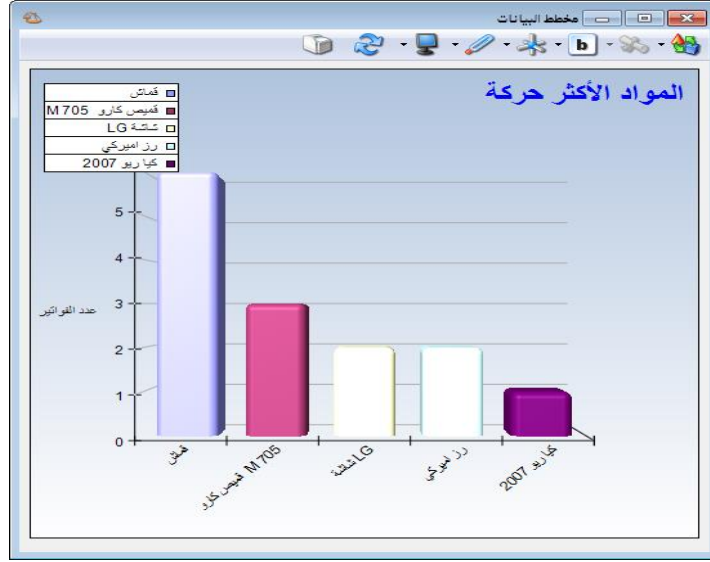 مخطط البيانات
b
المواد الأكثر حركة
قماش
قميص كارو M 705
شاشة LG
رز اميركي
كيا ريو 2007
5
4
3
2
1
0
عدد الفواتير
قماش
قميص كارو M 705
شاشة LG
رز اميركي
كيا ريو 2007